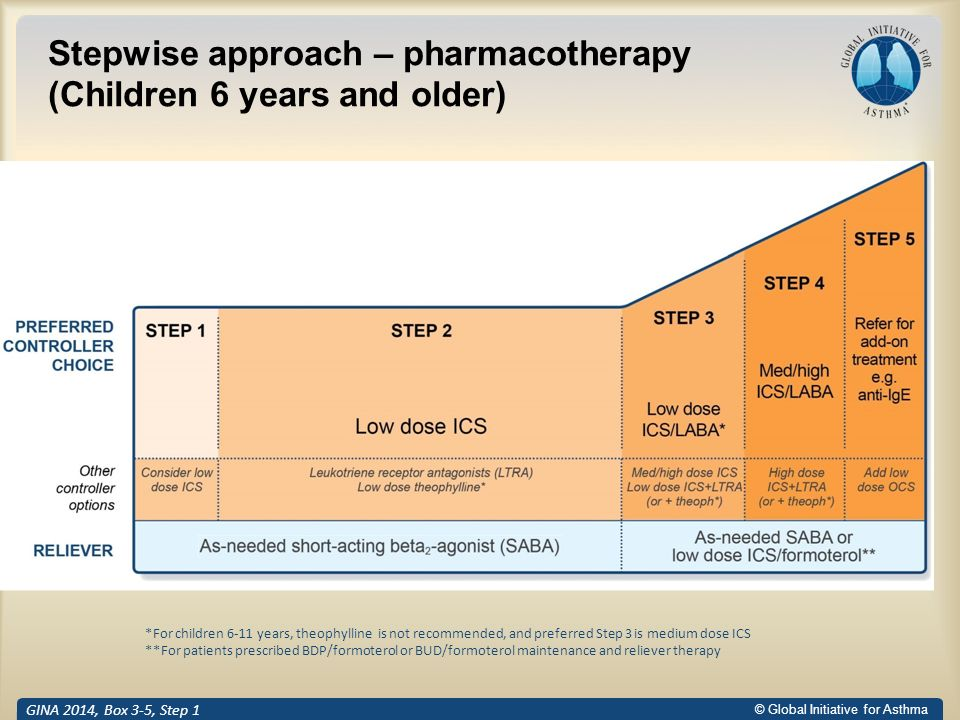 Stepwise approach – pharmacotherapy
(Children 6 years and older)
GLOBAL INITIATIVE FOR
ASTHMA
PREFERRED
CONTROLLER
CHOICE
STEP 1
STEP 2
Low dose ICS
STEP 3
Low dose
ICS/LABA*
STEP 4
Med/high
ICS/LABA
STEP 5
Refer for
add-on
treatment
e.g.
anti-IgE
Other
controller
options
Consider low
dose ICS
Leukotriene receptor antagonists (LTRA)
Low dose theophylline*
Med/high dose ICS
Low dose ICS+LTRA
(or + theoph*)
High dose
ICS+LTRA
(or + theoph*)
Add low
dose OCS
RELIEVER
As-needed short-acting beta₂-agonist (SABA)
As-needed SABA or
low dose ICS/formoterol**
*For children 6-11 years, theophylline is not recommended, and preferred Step 3 is medium dose ICS
**For patients prescribed BDP/formoterol or BUD/formoterol maintenance and reliever therapy
GINA 2014, Box 3-5, Step 1
© Global Initiative for Asthma